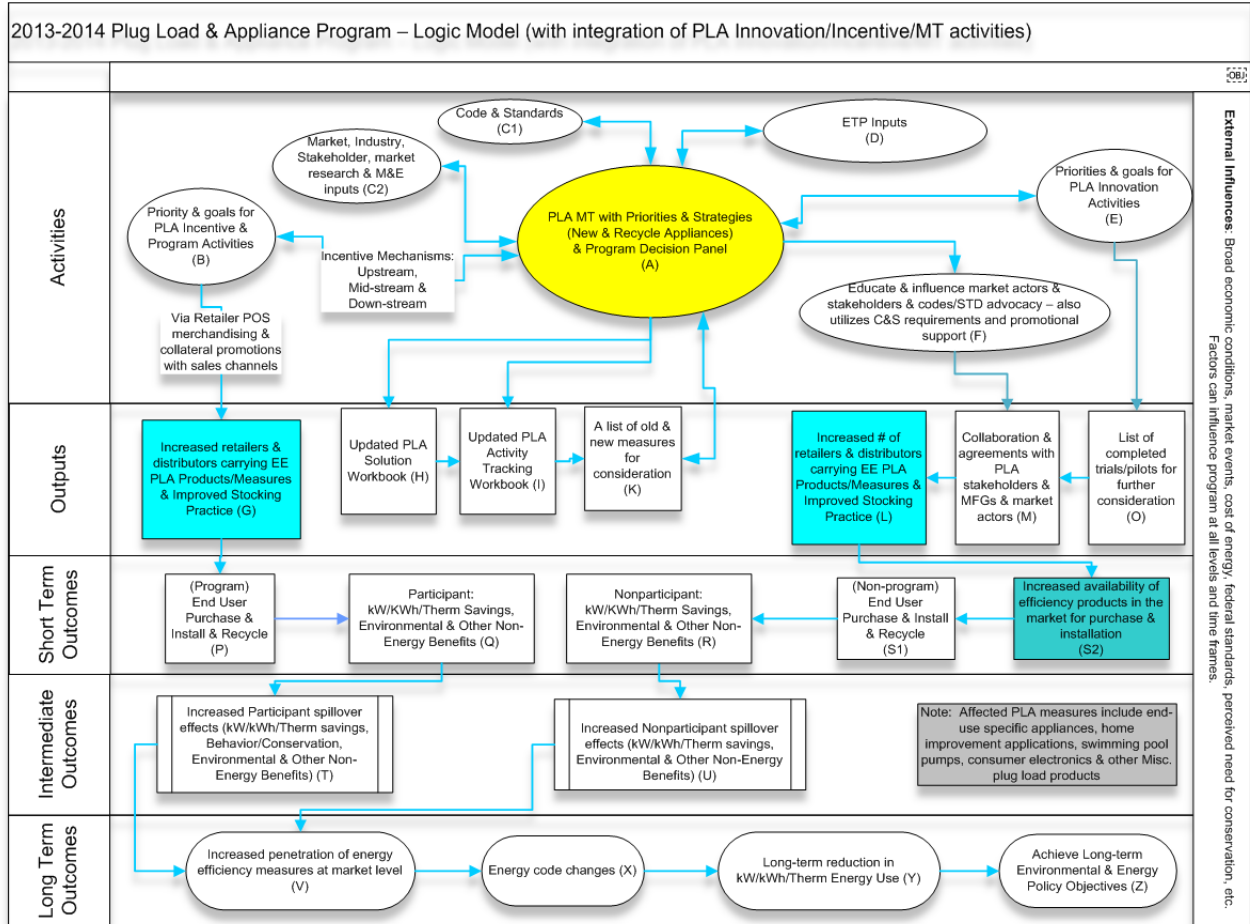 2013-2014 Plug Load & Appliance Program – Logic Model (with integration of PLA Innovation/Incentive/MT activities)
OBJ
Activities
Code & Standards
(C1)
ETP Inputs
(D)
Market, Industry,
Stakeholder, market
research & M&E
inputs (C2)
Priorities & goals for
PLA Innovation
Activities
(E)
Priority & goals for
PLA Incentive &
Program Activities
(B)
PLA MT with Priorities & Strategies
(New & Recycle Appliances)
& Program Decision Panel
(A)
Incentive Mechanisms:
Upstream,
Mid-stream &
Down-stream
Educate & influence market actors &
stakeholders & codes/STD advocacy – also
utilizes C&S requirements and promotional
support (F)
Via Retailer POS
merchandising &
collateral promotions
with sales channels
Outputs
Increased retailers &
distributors carrying EE
PLA Products/Measures
& Improved Stocking
Practice (G)
Updated PLA
Solution
Workbook (H)
Updated PLA
Activity
Tracking
Workbook (I)
A list of old &
new measures
for
consideration
(K)
Increased # of
retailers & distributors
carrying EE PLA
Products/Measures &
Improved Stocking
Practice (L)
Collaboration &
agreements with
PLA
stakeholders &
MFGs & market
actors (M)
List of
completed
trials/pilots for
further
consideration
(O)
Short Term
Outcomes
(Program)
End User
Purchase &
Install & Recycle
(P)
Participant:
kW/KWh/Therm Savings,
Environmental & Other Non-
Energy Benefits (Q)
Nonparticipant:
kW/KWh/Therm Savings,
Environmental & Other Non-
Energy Benefits (R)
(Non-program)
End User
Purchase & Install
& Recycle
(S1)
Increased availability of
efficiency products in the
market for purchase &
installation
(S2)
Intermediate
Outcomes
Increased Participant spillover
effects (kW/kWh/Therm savings,
Behavior/Conservation,
Environmental & Other Non-
Energy Benefits) (T)
Increased Nonparticipant spillover
effects (kW/kWh/Therm savings,
Environmental & Other Non-Energy
Benefits) (U)
Note: Affected PLA measures include end-
use specific appliances, home
improvement applications, swimming pool
pumps, consumer electronics & other Misc.
plug load products
Long Term
Outcomes
Increased penetration of energy
efficiency measures at market level
(V)
Energy code changes (X)
Long-term reduction in
kW/kWh/Therm Energy Use (Y)
Achieve Long-term
Environmental & Energy
Policy Objectives (Z)
External Influences: Broad economic conditions, market events, cost of energy, federal standards, perceived need for conservation, etc.
Factors can influence program at all levels and time frames.